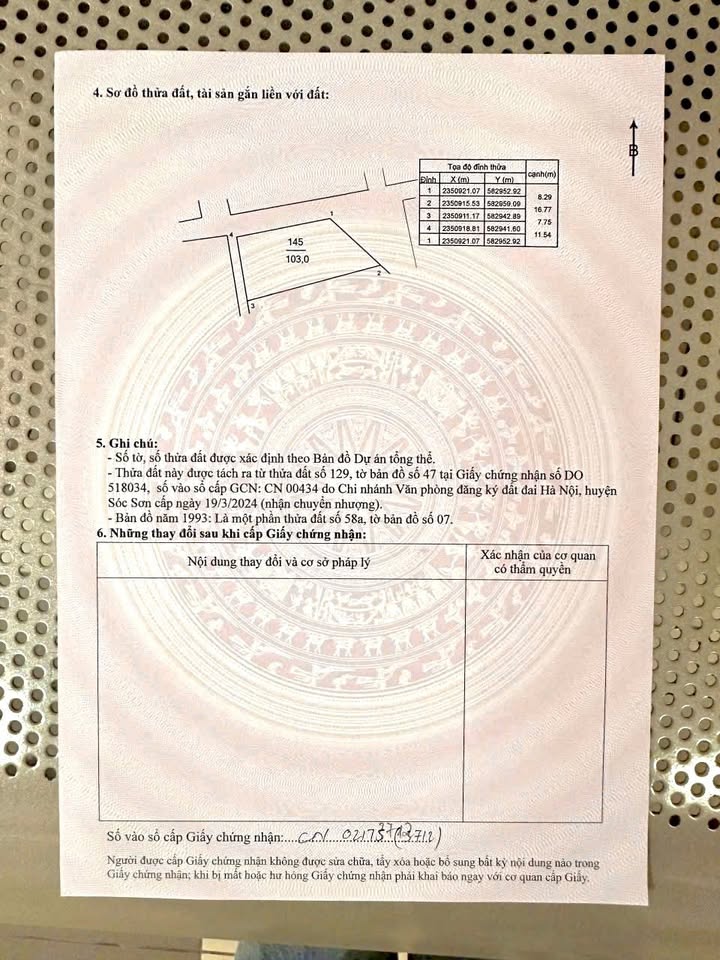 4. Sơ đồ thửa đất, tài sản gắn liền với đất:
B
Tọa độ đỉnh thửa cạnh(m)
Đỉnh X (m) Y (m)
1 2350921.07 582952.92
8.29
2 2350915.53 582959.09
16.77
3 2350911.17 582942.89
7.75
4 2350918.81 582941.60
11.54
1 2350921.07 582952.92
1
4
145
103,0
2
3
5. Ghi chú:
- Số tờ, số thửa đất được xác định theo Bản đồ Dự án tổng thể.
- Thửa đất này được tách ra từ thửa đất số 129, tờ bản đồ số 47 tại Giấy chứng nhận số DO
518034, số vào sổ cấp GCN: CN 00434 do Chi nhánh Văn phòng đăng ký đất đai Hà Nội, huyện
Sóc Sơn cấp ngày 19/3/2024 (nhận chuyển nhượng).
- Bản đồ năm 1993: Là một phần thửa đất số 58a, tờ bản đồ số 07.
6. Những thay đổi sau khi cấp Giấy chứng nhận:
Nội dung thay đổi và cơ sở pháp lý
Xác nhận của cơ quan
có thẩm quyền
Số vào sổ cấp Giấy chứng nhận: CN
Người được cấp Giấy chứng nhận không được sửa chữa, tẩy xóa hoặc bổ sung bất kỳ nội dung nào trong
Giấy chứng nhận; khi bị mất hoặc hư hỏng Giấy chứng nhận phải khai báo ngay với cơ quan cấp Giấy.